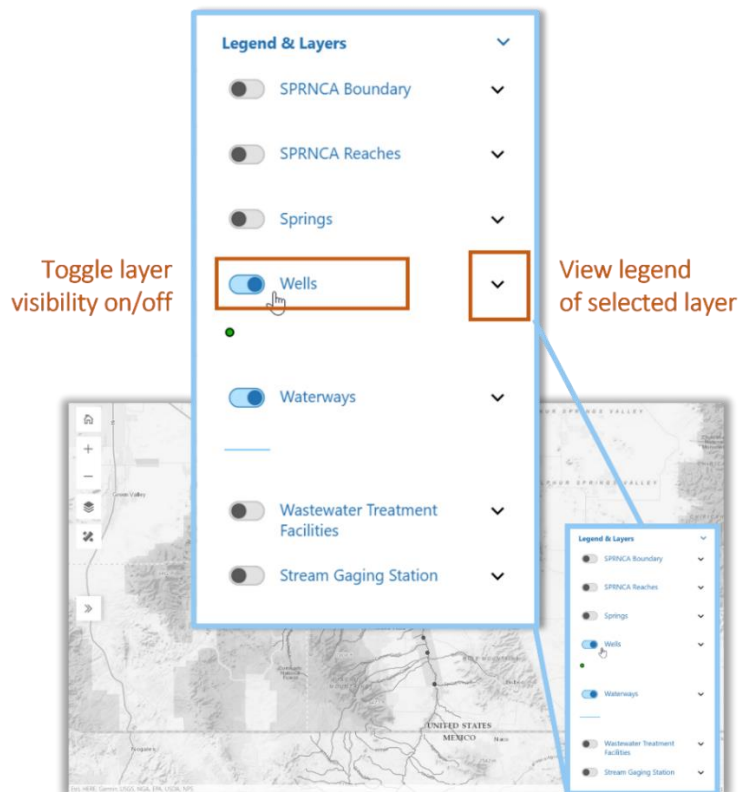 Legend & Layers
SPRNCA Boundary
SPRNCA Reaches
Springs
Toggle layer
visibility on/off
Wells
View legend
of selected layer
Waterways
Wastewater Treatment
Facilities
Stream Gaging Station
Legend & Layers
SPRNCA Boundary
SPRNCA Reaches
Springs
Wells
Waterways
Wastewater Treatment
Facilities
Stream Gaging Station
UNITED STATES
MEXICO